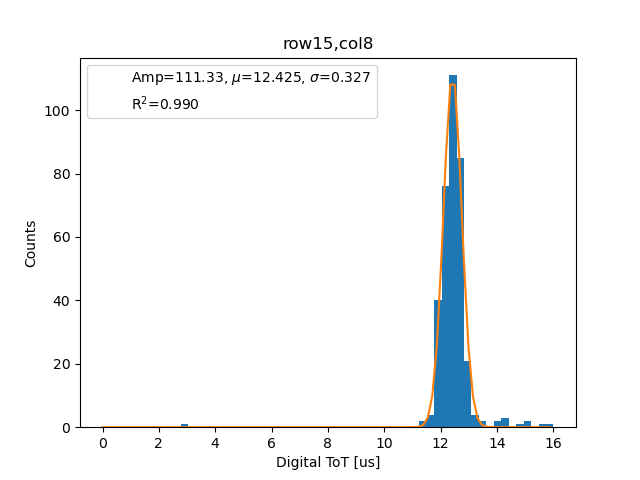 row15,col8
Amp=111.33, μ=12.425, σ=0.327
R²=0.990
Counts
100
80
60
40
20
0
0 2 4 6 8 10 12 14 16
Digital ToT [us]